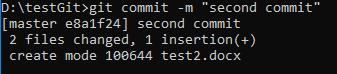 D:\testGit>git commit -m "second commit"
[master e8a1f24] second commit
 2 files changed, 1 insertion(+)
 create mode 100644 test2.docx